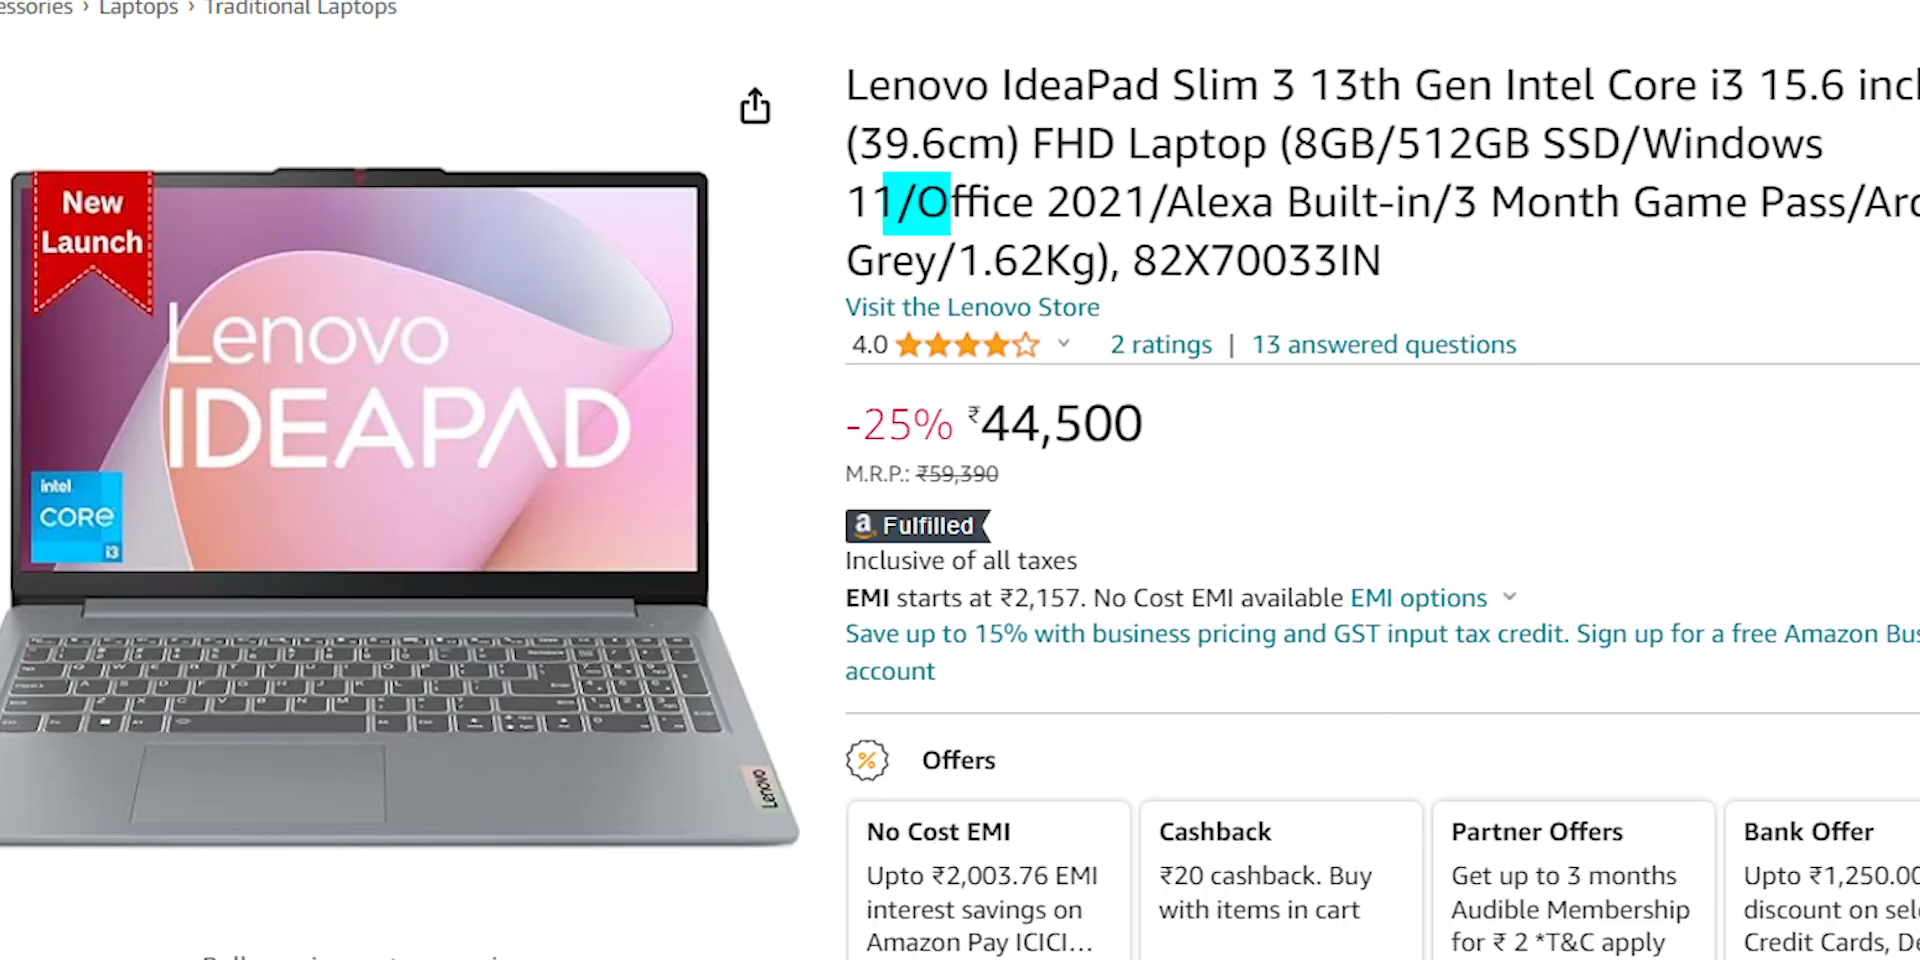 Laptops › Traditional Laptops
Lenovo IdeaPad Slim 3 13th Gen Intel Core i3 15.6
(39.6cm) FHD Laptop (8GB/512GB SSD/Windows
11/Office 2021/Alexa Built-in/3 Month Game Pass/
Grey/1.62Kg), 82X70033IN
Visit the Lenovo Store
4.0 2 ratings | 13 answered questions
-25% ₹44,500
M.R.P.: ₹59,390
a Fulfilled
Inclusive of all taxes
EMI starts at ₹2,157. No Cost EMI available EMI options
Save up to 15% with business pricing and GST input tax credit. Sign up for a free Amazon
account
% Offers
No Cost EMI
Upto ₹2,003.76 EMI
interest savings on
Amazon Pay ICICI…
Cashback
₹20 cashback. Buy
with items in cart
Partner Offers
Get up to 3 months
Audible Membership
for ₹ 2 *T&C apply
Bank Offer
Upto ₹1,250.00
discount on
Credit Cards,
New
Launch
Lenovo
IDEAPAD
intel
CORE
i3
Lenovo